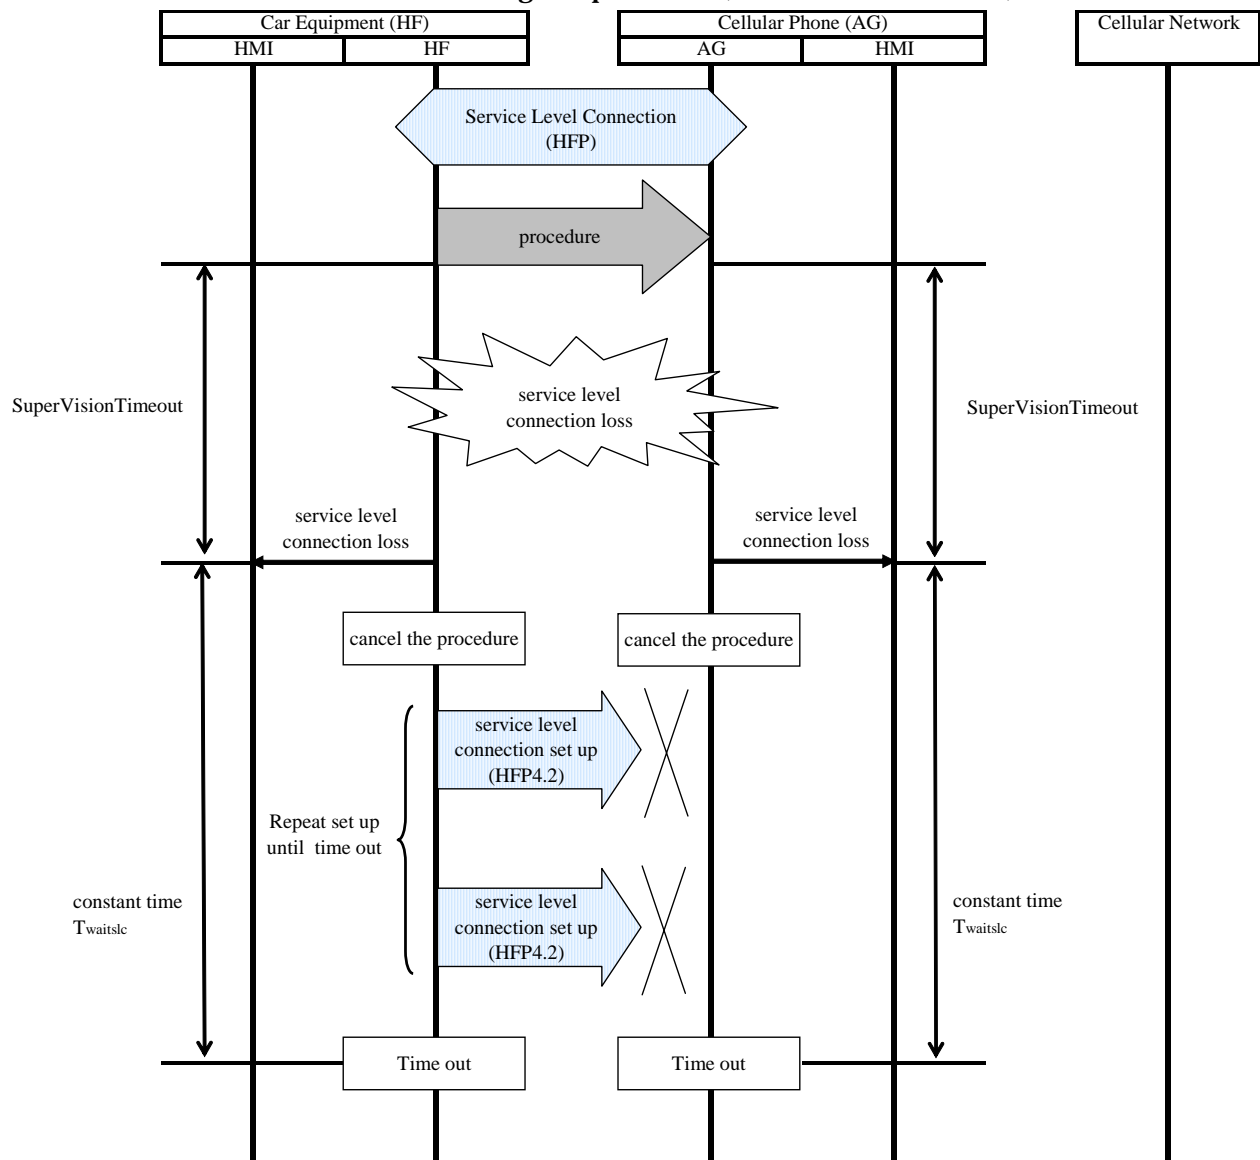 Car Equipment (HF)
Cellular Phone (AG)
Cellular Network
HMI
HF
AG
HMI
Service Level Connection
(HFP)
procedure
SuperVisionTimeout
service level
connection loss
SuperVisionTimeout
service level
connection loss
service level
connection loss
cancel the procedure
cancel the procedure
service level
connection set up
(HFP4.2)
Repeat set up
until time out
service level
connection set up
(HFP4.2)
constant time
Twaitslc
constant time
Twaitslc
Time out
Time out